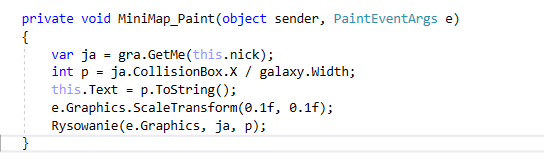 private void MiniMap_Paint(object sender, PaintEventArgs e)
{
var ja = gra.GetMe(this.nick);
int p = ja.CollisionBox.X / galaxy.Width;
this.Text = p.ToString();
e.Graphics.ScaleTransform(0.1f, 0.1f);
Rysowanie(e.Graphics, ja, p);
}